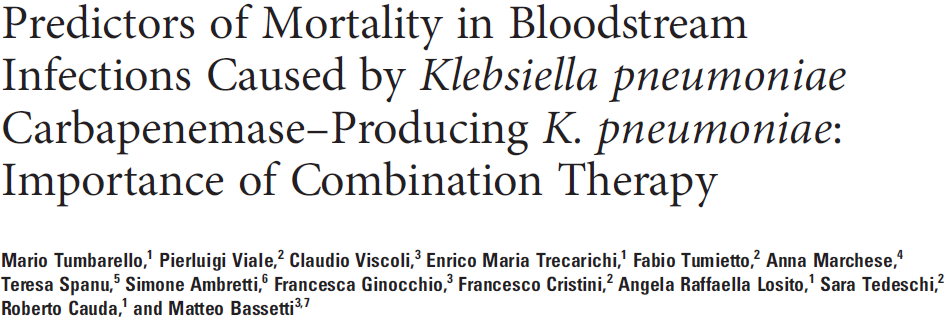 Predictors of Mortality in Bloodstream
Infections Caused by Klebsiella pneumoniae
Carbapenemase–Producing K. pneumoniae:
Importance of Combination Therapy
Mario Tumbarello,1 Pierluigi Viale,2 Claudio Viscoli,3 Enrico Maria Trecarichi,1 Fabio Tumietto,2 Anna Marchese,4
Teresa Spanu,5 Simone Ambretti,6 Francesca Ginocchio,3 Francesco Cristini,2 Angela Raffaella Losito,1 Sara Tedeschi,2
Roberto Cauda,1 and Matteo Bassetti3,7